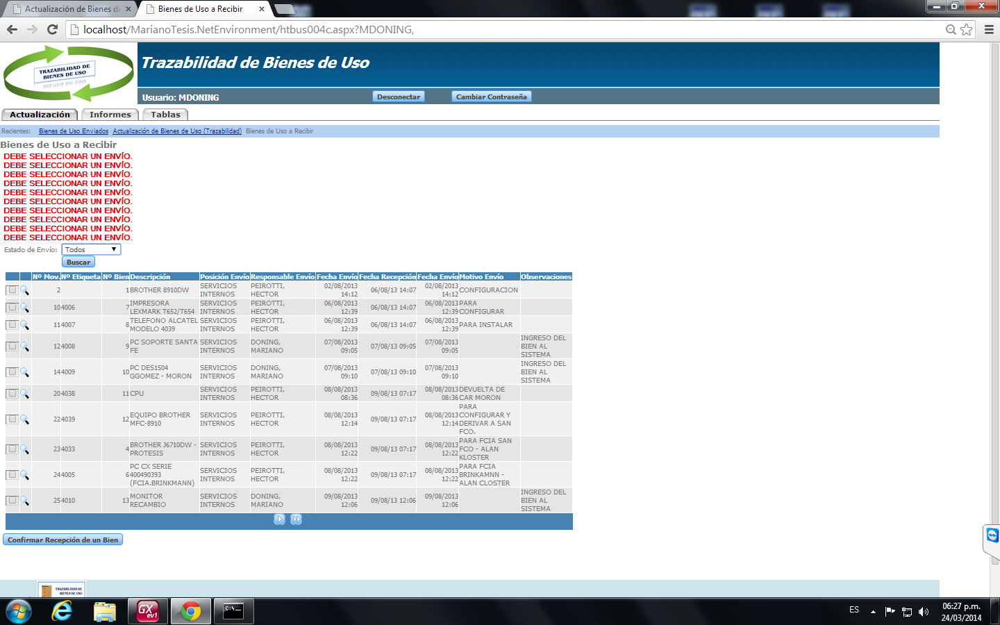 Actualización de Bienes de
Bienes de Uso a Recibir
localhost/MarianoTesis.NetEnvironment/htbus004c.aspx?MDONING,
TRAZABILIDAD DE
BIENES DE USO
Trazabilidad de Bienes de Uso
Usuario: MDONING
Desconectar
Cambiar Contraseña
Actualización
Informes
Tablas
Recientes: Bienes de Uso Enviados Actualización de Bienes de Uso (Trazabilidad) Bienes de Uso a Recibir
Bienes de Uso a Recibir
DEBE SELECCIONAR UN ENVÍO.
DEBE SELECCIONAR UN ENVÍO.
DEBE SELECCIONAR UN ENVÍO.
DEBE SELECCIONAR UN ENVÍO.
DEBE SELECCIONAR UN ENVÍO.
DEBE SELECCIONAR UN ENVÍO.
DEBE SELECCIONAR UN ENVÍO.
DEBE SELECCIONAR UN ENVÍO.
DEBE SELECCIONAR UN ENVÍO.
DEBE SELECCIONAR UN ENVÍO.
Estado de Envío: Todos
Buscar
Nº Mov. Nº Etiqueta Nº Bien Descripción Posición Envío Responsable Envío Fecha Envío Fecha Recepción Fecha Envío Motivo Envío Observaciones
2 1 BROTHER 8910DW SERVICIOS INTERNOS PEIROTTI, HECTOR 02/08/2013 14:12 06/08/13 14:07 02/08/2013 14:12 CONFIGURACION
10 4006 7 IMPRESORA LEXMARK T652/T654 SERVICIOS INTERNOS PEIROTTI, HECTOR 06/08/2013 12:39 06/08/13 14:07 06/08/2013 12:39 PARA CONFIGURAR
11 4007 8 TELEFONO ALCATEL MODELO 4039 SERVICIOS INTERNOS PEIROTTI, HECTOR 06/08/2013 12:39 06/08/13 14:07 06/08/2013 12:39 PARA INSTALAR
12 4008 9 PC SOPORTE SANTA FE SERVICIOS INTERNOS DONING, MARIANO 07/08/2013 09:05 07/08/13 09:05 07/08/2013 09:05 INGRESO DEL BIEN AL SISTEMA
14 4009 10 PC DES1504 GGOMEZ - MORON SERVICIOS INTERNOS DONING, MARIANO 07/08/2013 09:10 07/08/13 09:10 07/08/2013 09:10 INGRESO DEL BIEN AL SISTEMA
20 4038 11 CPU SERVICIOS INTERNOS PEIROTTI, HECTOR 08/08/2013 08:36 09/08/13 07:17 08/08/2013 08:36 DEVUELTA DE CAR MORON
22 4039 12 EQUIPO BROTHER MFC-8910 SERVICIOS INTERNOS PEIROTTI, HECTOR 08/08/2013 12:14 09/08/13 07:17 08/08/2013 12:14 PARA CONFIGURAR Y DERIVAR A SAN FCO.
23 4033 4 BROTHER J6710DW - PROTESIS SERVICIOS INTERNOS PEIROTTI, HECTOR 08/08/2013 12:22 09/08/13 07:17 08/08/2013 12:22 PARA FCIA SAN FCO - ALAN KLOSTER
24 4005 6 PC CX SERIE 400490393 (FCIA.BRINKMANN) SERVICIOS INTERNOS PEIROTTI, HECTOR 08/08/2013 12:22 09/08/13 07:17 08/08/2013 12:22 PARA FCIA BRINKAMNN - ALAN CLOSTER
25 4010 13 MONITOR RECAMBIO SERVICIOS INTERNOS DONING, MARIANO 09/08/2013 12:06 09/08/13 12:06 09/08/2013 12:06 INGRESO DEL BIEN AL SISTEMA
Confirmar Recepción de un Bien
TRAZABILIDAD DE
BIENES DE USO
GX
ev1
C:\
ES
06:27 p.m.
24/03/2014